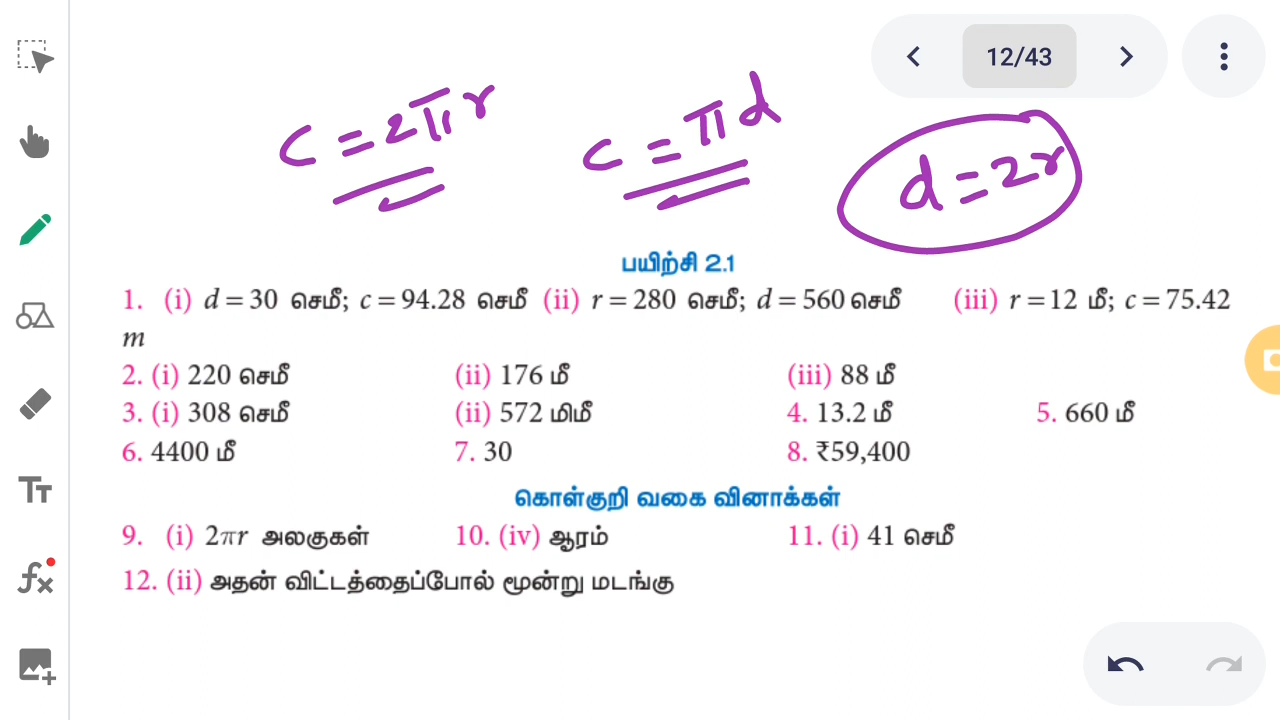 12/43
C = 2πr C = πd d = 2r
பயிற்சி 2.1
1. (i) d = 30 செமீ; c = 94.28 செமீ (ii) r = 280 செமீ; d = 560 செமீ (iii) r = 12 மீ; c = 75.42
m
2. (i) 220 செமீ (ii) 176 மீ (iii) 88 மீ
3. (i) 308 செமீ (ii) 572 மிமீ 4. 13.2 மீ 5. 660 மீ
6. 4400 மீ 7. 30 8. ₹59,400
கொள்குறி வகை வினாக்கள்
9. (i) 2πr அலகுகள் 10. (iv) ஆரம் 11. (i) 41 செமீ
12. (ii) அதன் விட்டத்தைப்போல் மூன்று மடங்கு
TT
fx